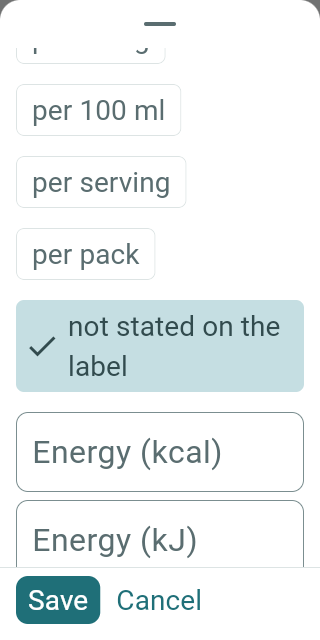 per 100 ml
per serving
per pack
not stated on the
label
Energy (kcal)
Energy (kJ)
Save
Cancel